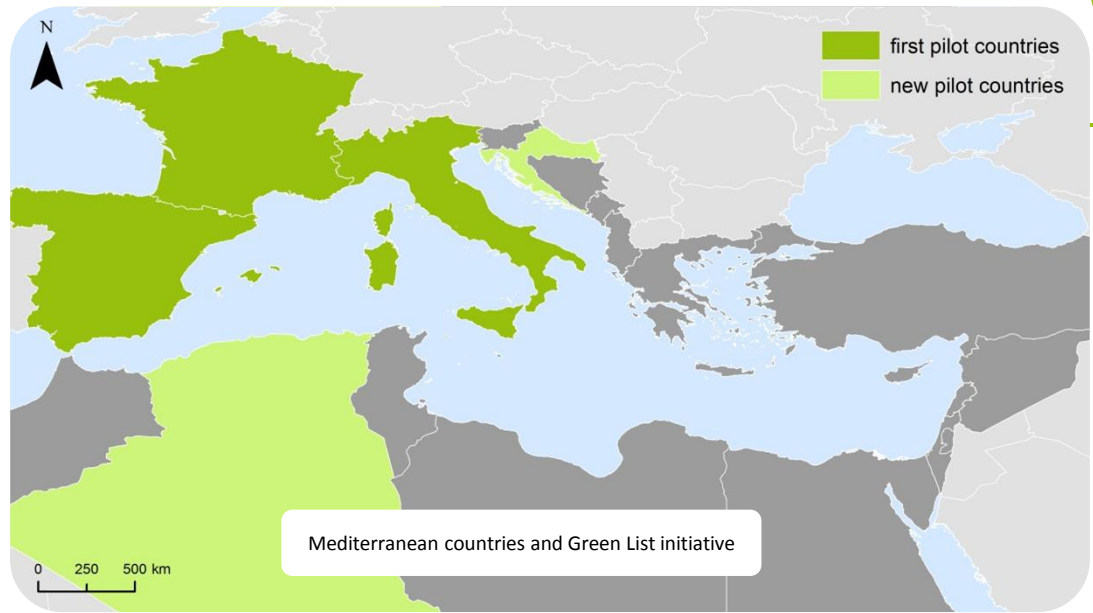 N
first pilot countries
new pilot countries
Mediterranean countries and Green List initiative
0 250 500 km